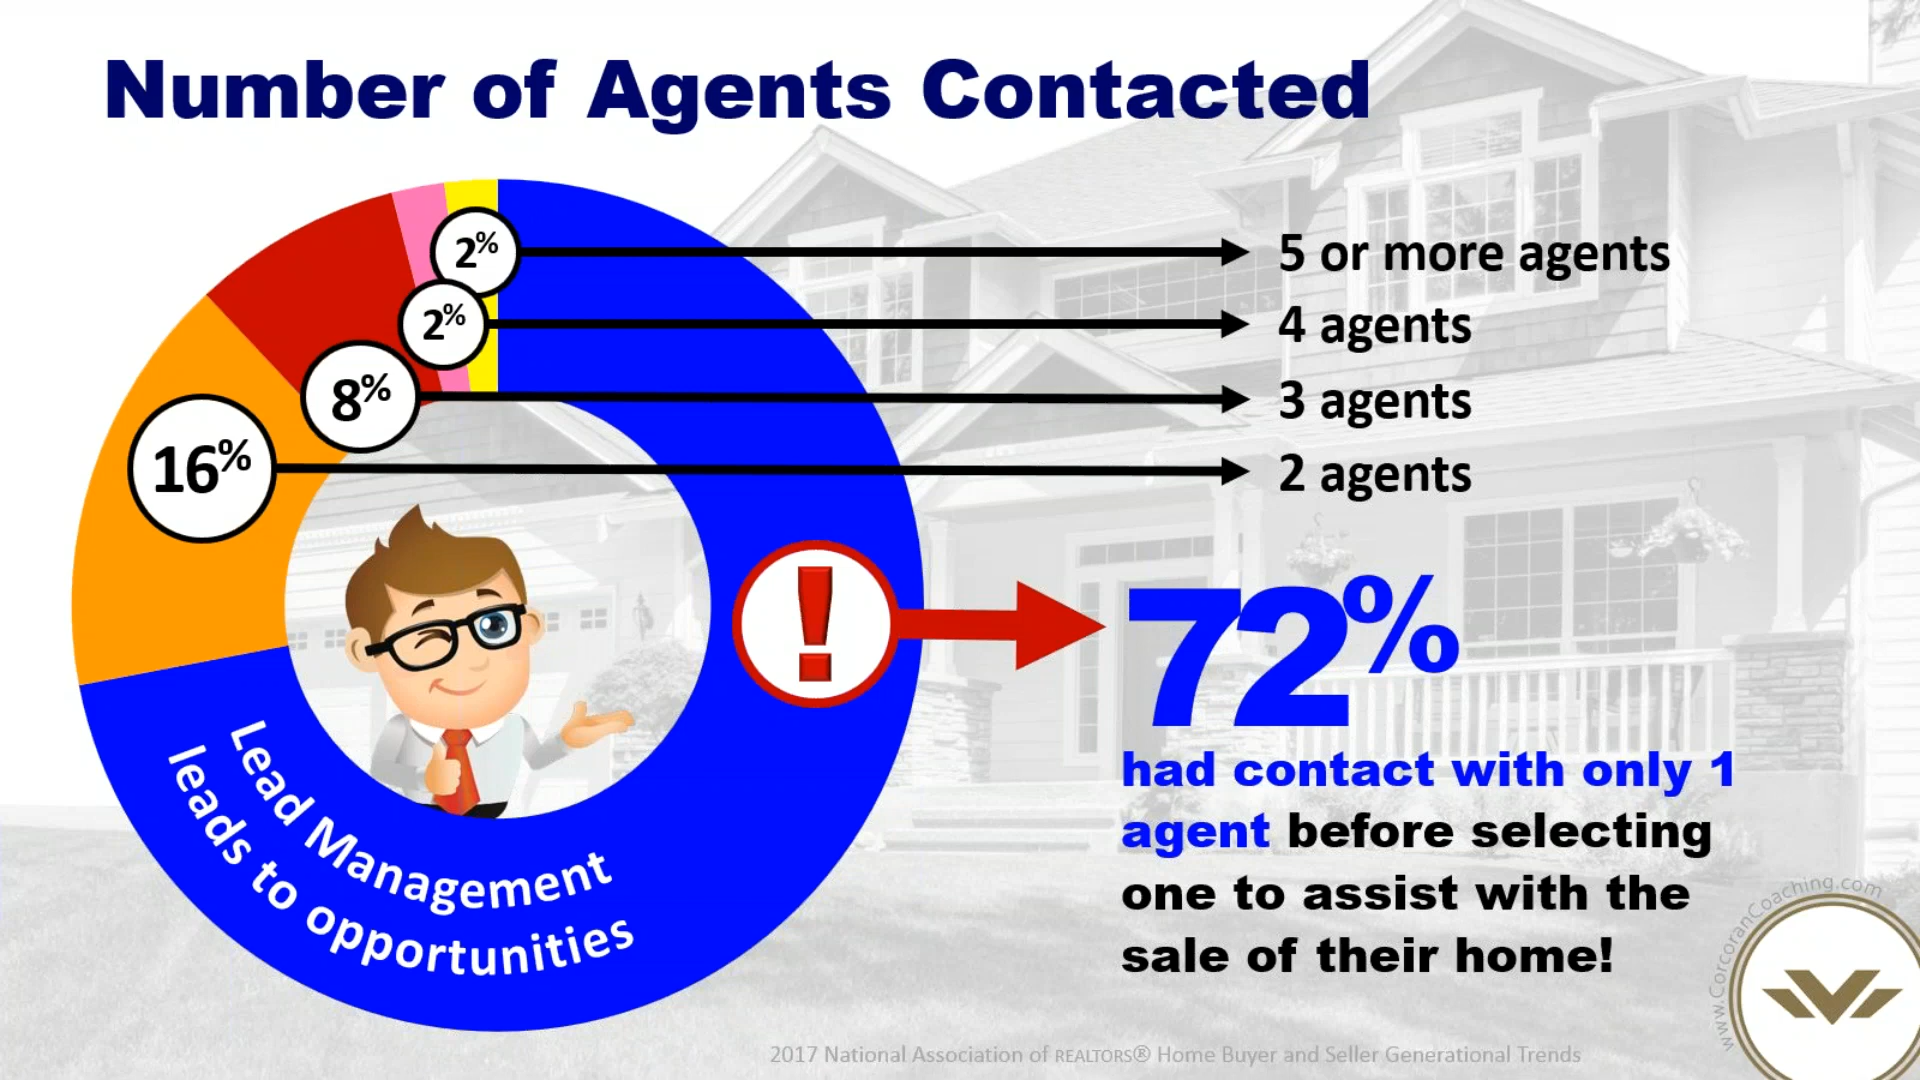 Number of Agents Contacted
2%
5 or more agents
2%
4 agents
8%
3 agents
16%
2 agents
!
72%
had contact with only 1
agent before selecting
one to assist with the
sale of their home!
Lead Management
leads to opportunities
www.CorcoranCoaching.com
2017 National Association of REALTORS® Home Buyer and Seller Generational Trends